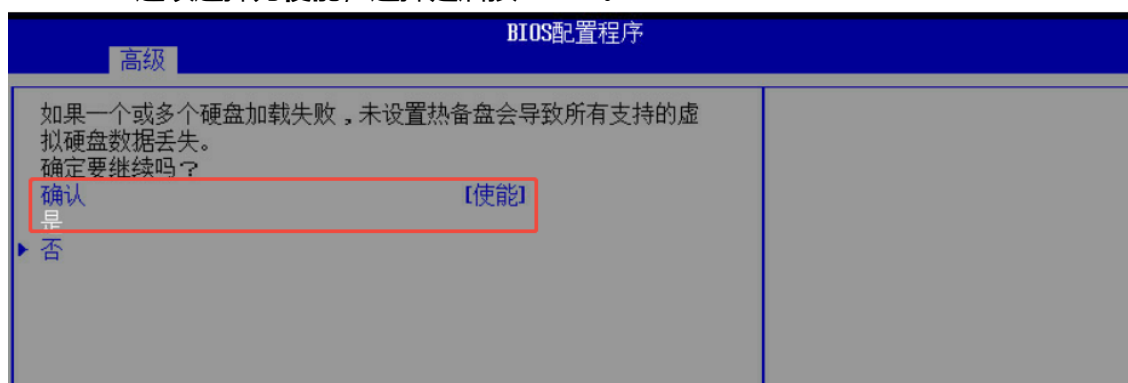 BIOS配置程序
高级
如果一个或多个硬盘加载失败,未设置热备盘会导致所有支持的虚
拟硬盘数据丢失。
确定要继续吗?
确认 [使能]
是
否